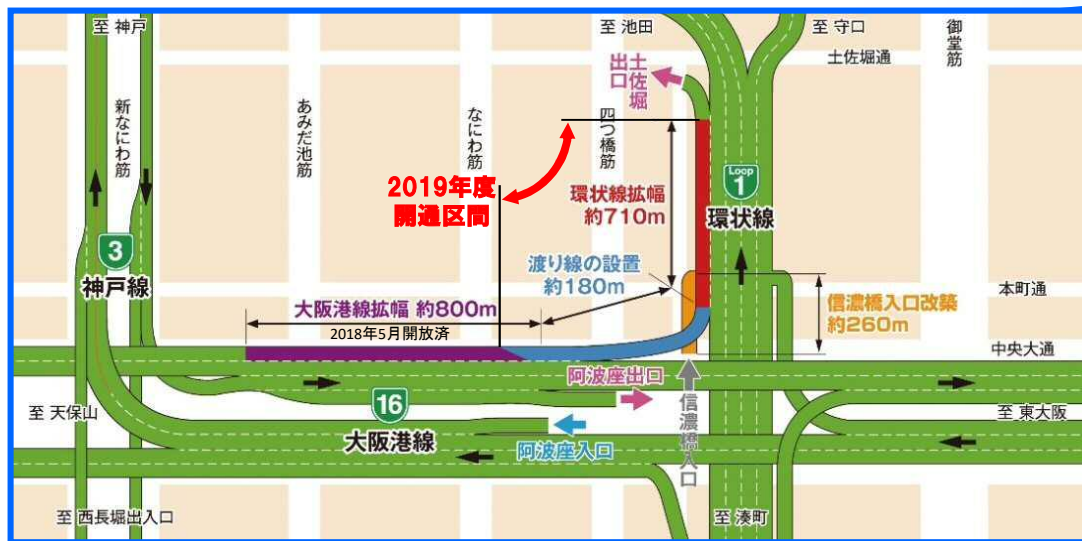 至 神戸
至 池田
至 守口
御堂筋
土佐堀通
土佐堀
出口
新なにわ筋
あみだ池筋
なにわ筋
四つ橋筋
2019年度
開通区間
環状線拡幅
約710m
Loop
1
環状線
3
神戸線
渡り線の設置
約180m
大阪港線拡幅 約800m
2018年5月開放済
信濃橋入口改築
約260m
本町通
中央大通
阿波座出口
至 天保山
16
大阪港線
阿波座入口
信濃橋入口
至 東大阪
至 西長堀出入口
至 湊町